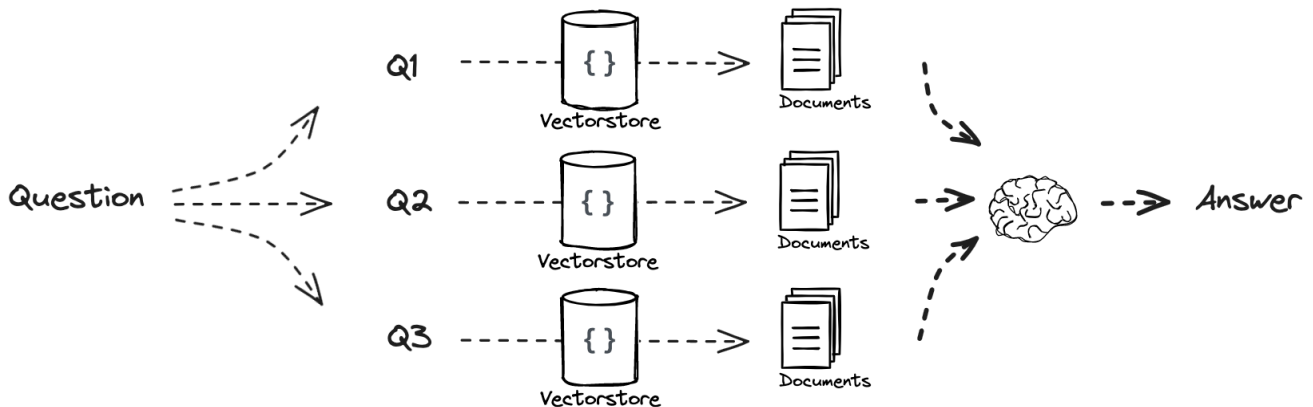 Q1
{ }
Vectorstore
Documents
Question
Q2
{ }
Vectorstore
Documents
Answer
Q3
{ }
Vectorstore
Documents